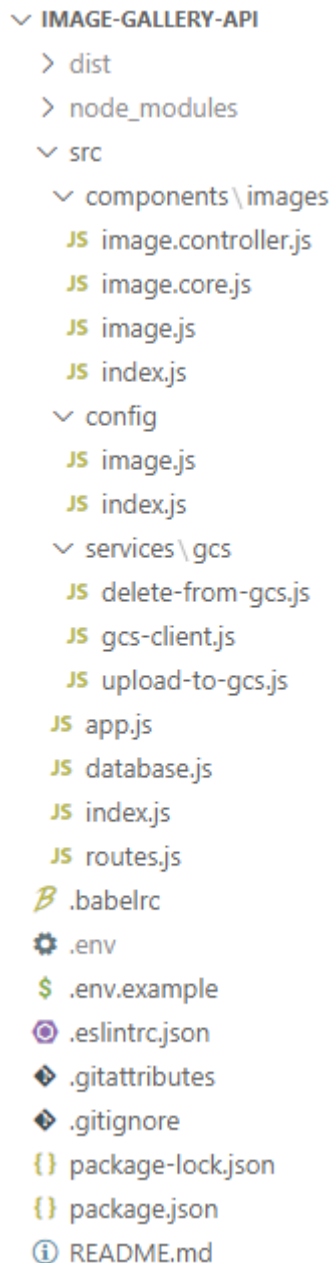 IMAGE-GALLERY-API
dist
node_modules
src
components\images
JS image.controller.js
JS image.core.js
JS image.js
JS index.js
config
JS image.js
JS index.js
services\gcs
JS delete-from-gcs.js
JS gcs-client.js
JS upload-to-gcs.js
JS app.js
JS database.js
JS index.js
JS routes.js
B .babelrc
.env
$ .env.example
.eslintrc.json
.gitattributes
.gitignore
{} package-lock.json
{} package.json
README.md